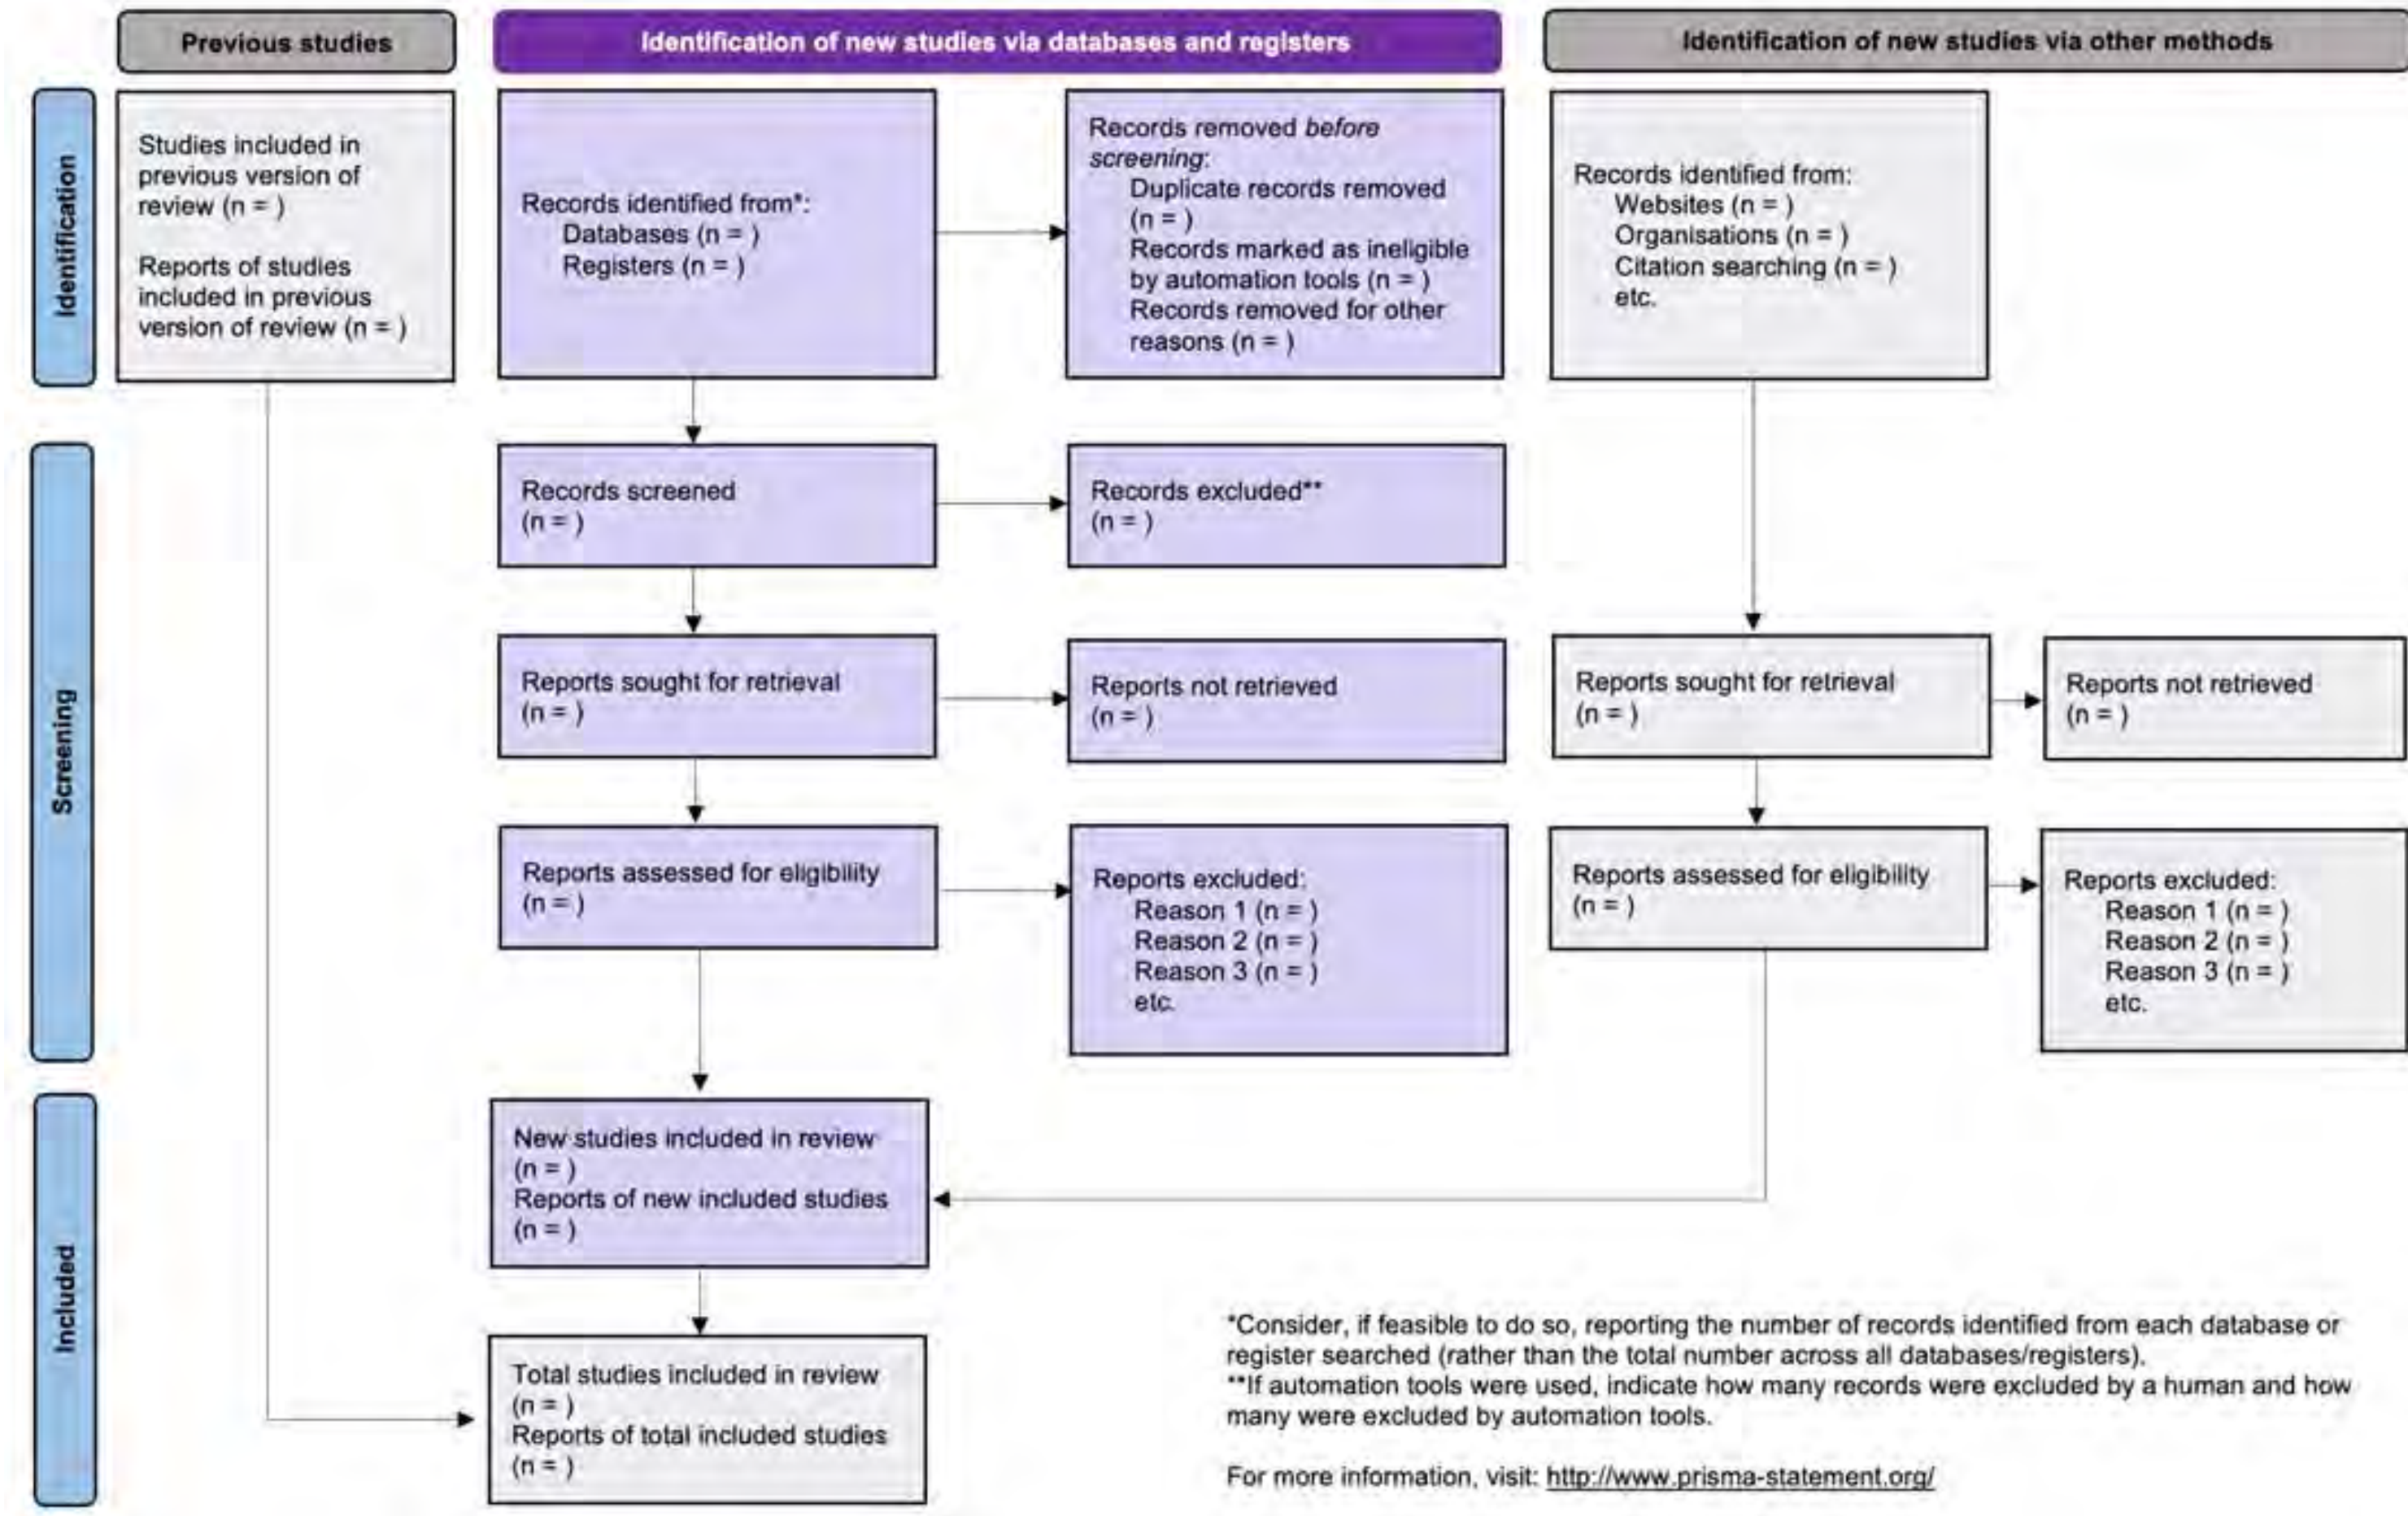 Previous studies
Identification of new studies via databases and registers
Identification of new studies via other methods
Identification
Studies included in
previous version of
review (n = )
Reports of studies
included in previous
version of review (n = )
Records identified from*:
Databases (n = )
Registers (n = )
Records removed before
screening:
Duplicate records removed
(n = )
Records marked as ineligible
by automation tools (n = )
Records removed for other
reasons (n = )
Records identified from:
Websites (n = )
Organisations (n = )
Citation searching (n = )
etc.
Screening
Records screened
(n = )
Records excluded**
(n = )
Reports sought for retrieval
(n = )
Reports not retrieved
(n = )
Reports sought for retrieval
(n = )
Reports not retrieved
(n = )
Reports assessed for eligibility
(n = )
Reports excluded:
Reason 1 (n = )
Reason 2 (n = )
Reason 3 (n = )
etc.
Reports assessed for eligibility
(n = )
Reports excluded:
Reason 1 (n = )
Reason 2 (n = )
Reason 3 (n = )
etc.
Included
New studies included in review
(n = )
Reports of new included studies
(n = )
Total studies included in review
(n = )
Reports of total included studies
(n = )
*Consider, if feasible to do so, reporting the number of records identified from each database or
register searched (rather than the total number across all databases/registers).
**If automation tools were used, indicate how many records were excluded by a human and how
many were excluded by automation tools.
For more information, visit: http://www.prisma-statement.org/